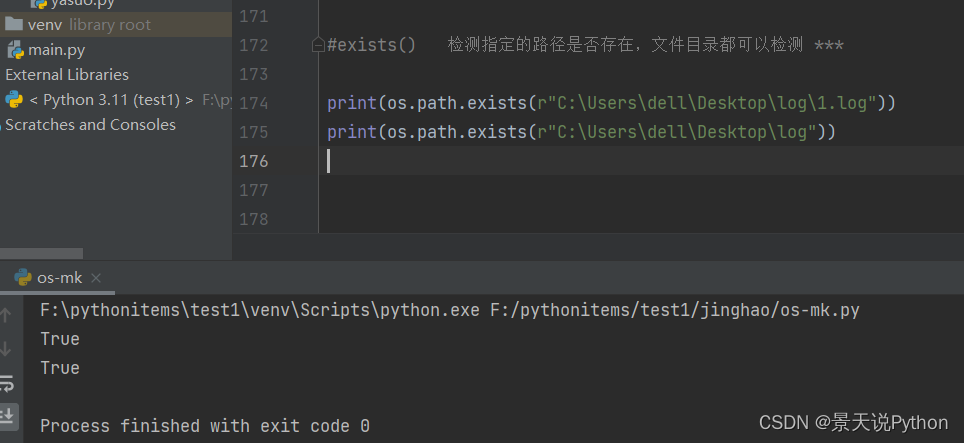 yasuo.py
venv library root
main.py
External Libraries
< Python 3.11 (test1) > F:\py
Scratches and Consoles
171
172 #exists() 检测指定的路径是否存在，文件目录都可以检测 ***
173
174 print(os.path.exists(r"C:\Users\dell\Desktop\log\1.log"))
175 print(os.path.exists(r"C:\Users\dell\Desktop\log"))
176
177
178
os-mk ×
F:\pythonitems\test1\venv\Scripts\python.exe F:/pythonitems/test1/jinghao/os-mk.py
True
True
Process finished with exit code 0
CSDN @景天说Python